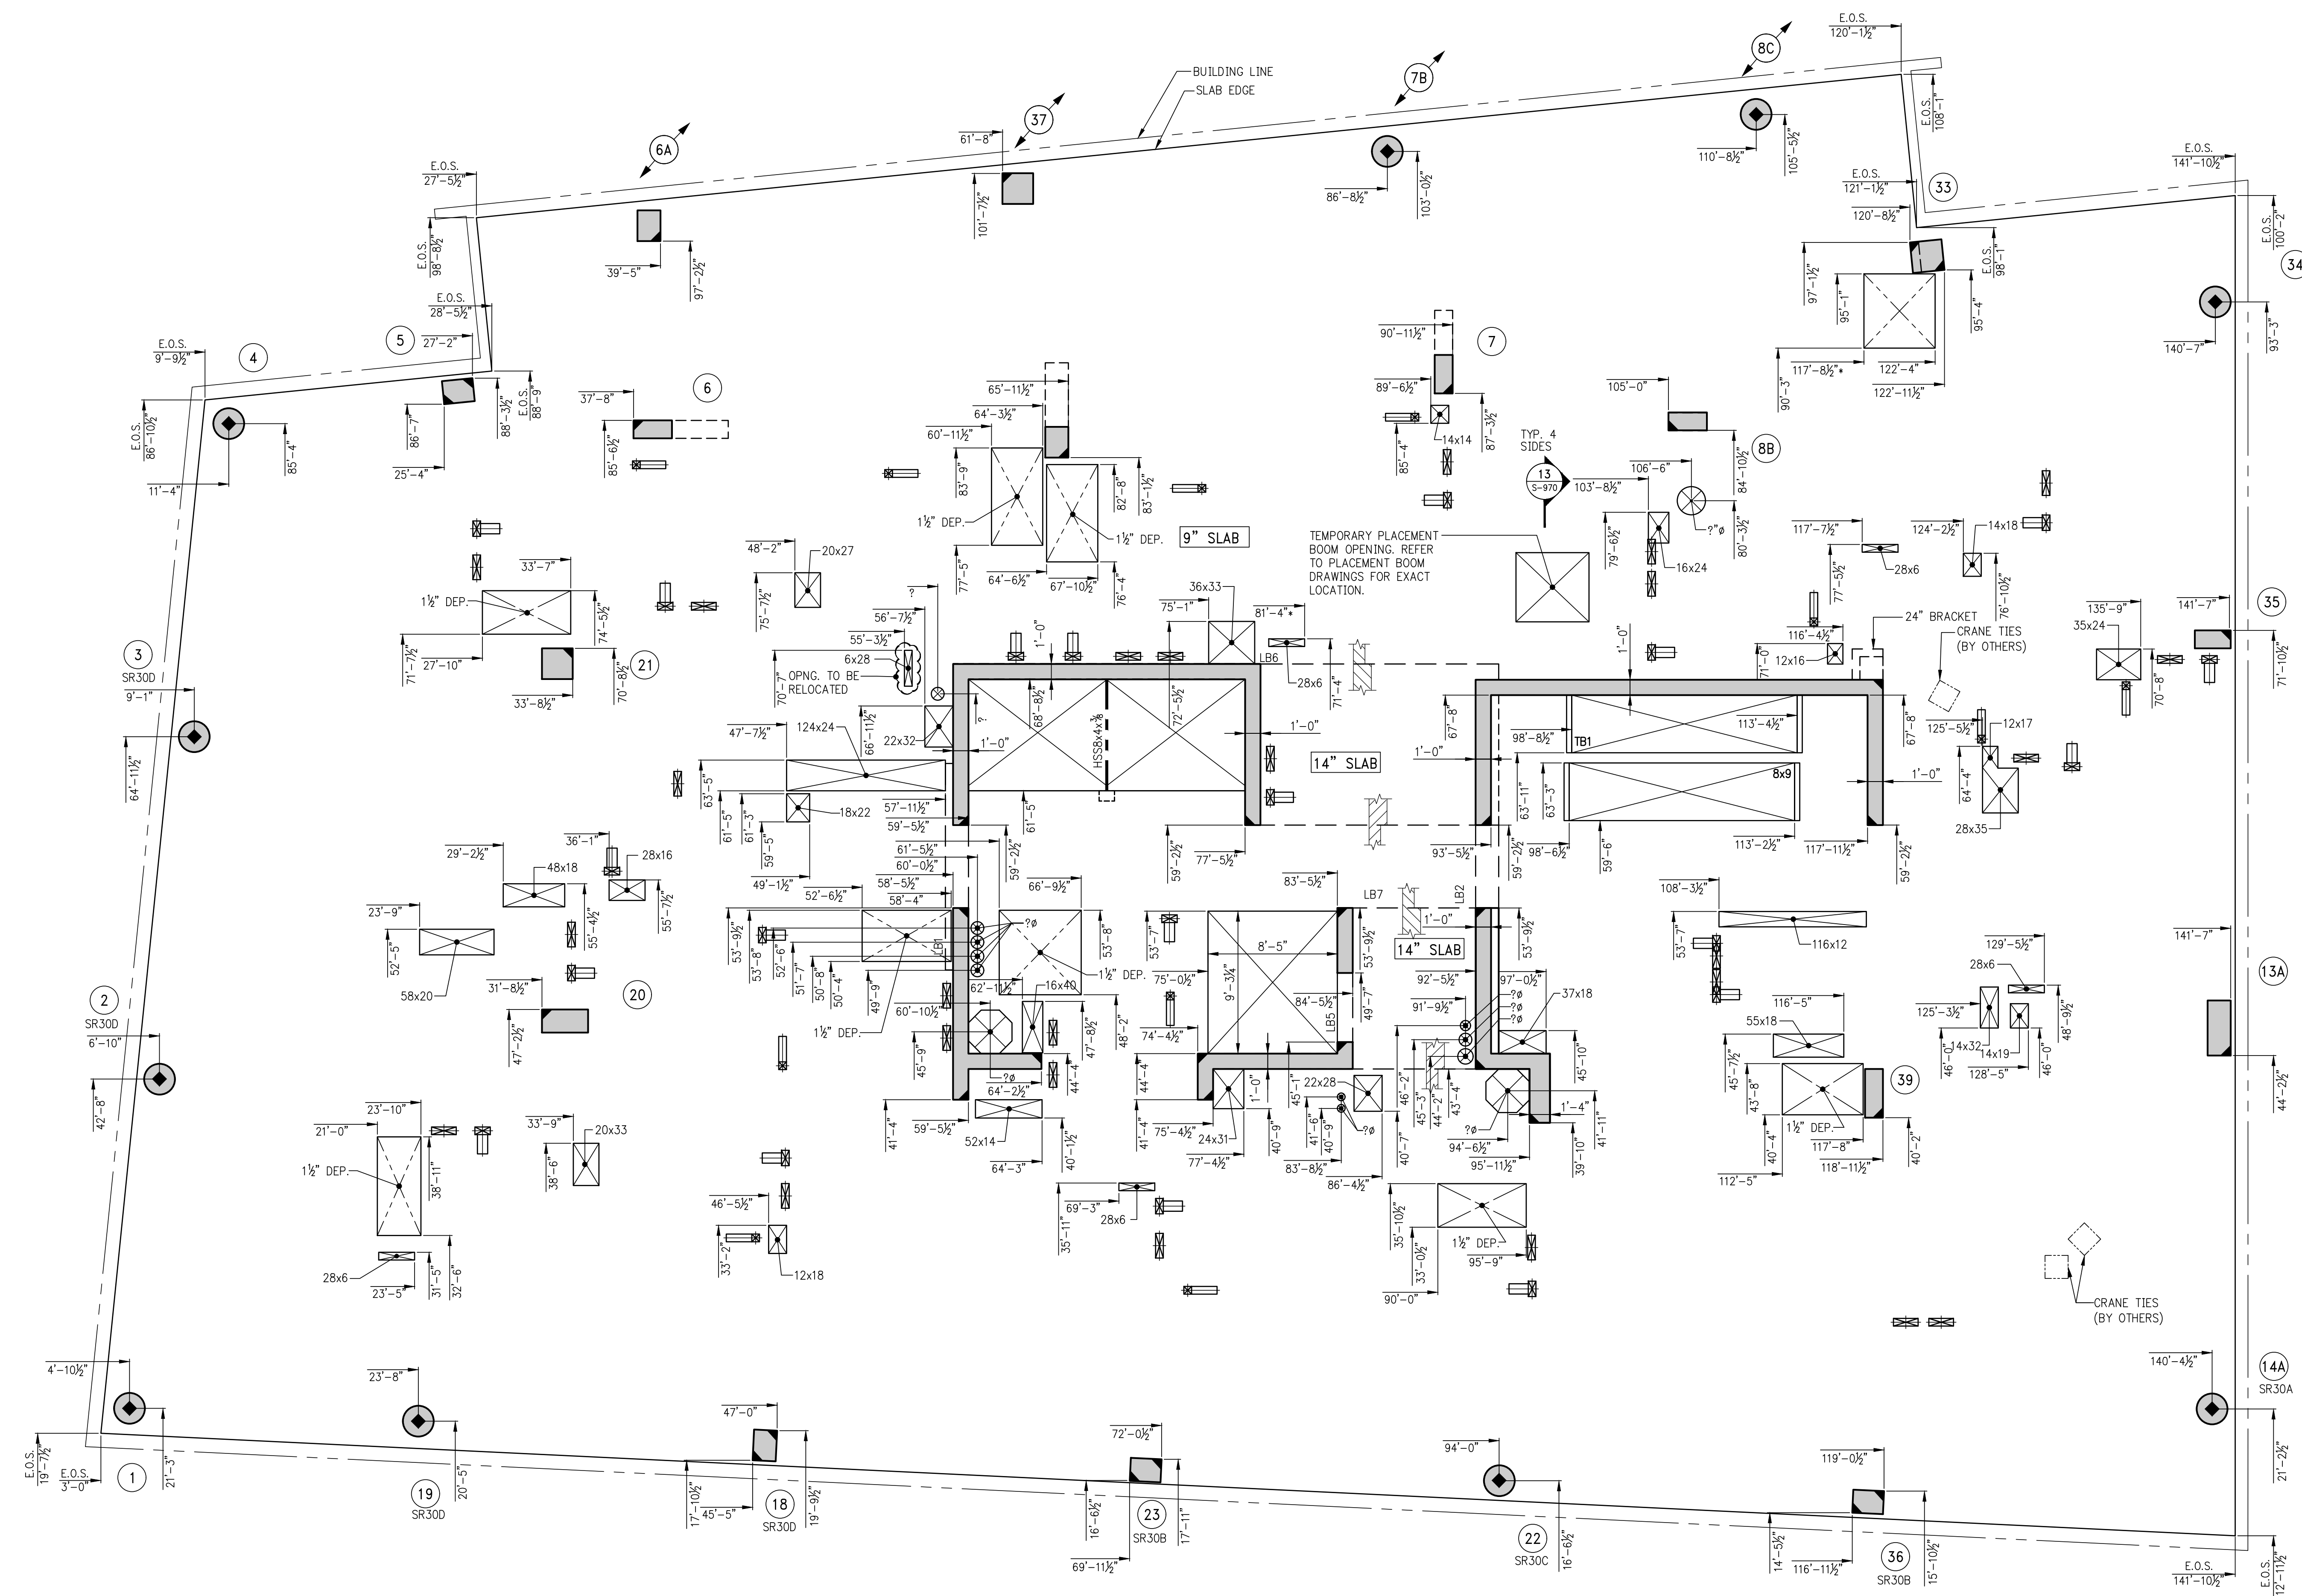 E.O.S.
120'-1½"
8C
BUILDING LINE
SLAB EDGE
7B
E.O.S.
108'-1"
37
61'-8"
6A
110'-8½"
105'-5½"
E.O.S.
141'-10½"
E.O.S.
27'-5½"
E.O.S.
98'-8½"
101'-7½"
86'-8½"
103'-0½"
E.O.S.
121'-1½"
33
120'-8½"
E.O.S.
100'-2"
39'-5"
97'-2½"
97'-1½"
E.O.S.
98'-1"
34
E.O.S.
28'-5½"
95'-1"
95'-4"
140'-7"
93'-3"
E.O.S.
9'-9½"
4
5
27'-2"
90'-11½"
7
117'-8½"*
122'-4"
122'-11½"
90'-3"
E.O.S.
86'-10½"
11'-4"
85'-4"
86'-7"
25'-4"
88'-3½"
E.O.S.
88'-9"
37'-8"
6
85'-6½"
65'-11½"
64'-3½"
60'-11½"
83'-9"
82'-8"
83'-1½"
1½" DEP.
1½" DEP.
9" SLAB
77'-5"
64'-6½"
67'-10½"
76'-4"
89'-6½"
14x14
85'-4"
87'-3½"
105'-0"
8B
84'-10½"
TYP. 4
SIDES
13
S-970
103'-8½"
106'-6"
?"ø
79'-6½"
80'-3½"
16x24
TEMPORARY PLACEMENT
BOOM OPENING. REFER
TO PLACEMENT BOOM
DRAWINGS FOR EXACT
LOCATION.
117'-7½"
28x6
77'-5½"
124'-2½"
14x18
76'-10½"
48'-2"
20x27
75'-7½"
33'-7"
1½" DEP.
74'-5½"
71'-7½"
27'-10"
33'-8½"
21
70'-8½"
?
56'-7½"
55'-3½"
6x28
OPNG. TO BE
RELOCATED
70'-7"
1'-0"
75'-1"
36x33
81'-4"*
LB6
28x6
71'-4"
72'-5½"
68'-8½"
HSS8x4x⅜
?
66'-11½"
22x32
1'-0"
1'-0"
1'-0"
116'-4½"
71'-0"
12x16
24" BRACKET
CRANE TIES
(BY OTHERS)
135'-9"
35x24
141'-7"
35
70'-8"
71'-10½"
3
SR30D
9'-1"
64'-11½"
47'-7½"
124x24
63'-5"
61'-5"
61'-3"
18x22
59'-5"
49'-1½"
57'-11½"
59'-5½"
61'-5"
59'-2½"
59'-2½"
77'-5½"
14" SLAB
67'-8"
1'-0"
98'-8½"
TB1
113'-4½"
67'-8"
8x9
1'-0"
63'-11"
63'-3"
93'-5½"
59'-2½"
98'-6½"
59'-6"
113'-2½"
117'-11½"
59'-2½"
125'-5½"
12x17
64'-4"
28x35
61'-5½"
60'-0½"
58'-5½"
52'-6½"
58'-4"
66'-9½"
83'-5½"
LB7
LB2
108'-3½"
29'-2½"
48x18
36'-1"
28x16
55'-4½"
55'-7½"
23'-9"
52'-5"
58x20
53'-9½"
53'-8"
52'-6"
51'-7"
50'-8"
50'-4"
49'-9"
LB1
?ø
53'-8"
1½" DEP.
1½" DEP.
62'-11½"
16x40
60'-10½"
45'-9"
?ø
64'-2½"
47'-8½"
48'-2"
44'-4"
53'-7"
8'-5"
9'-3¾"
75'-0½"
84'-5½"
LB5
53'-9½"
49'-7"
1'-0"
14" SLAB
53'-9½"
92'-5½"
97'-0½"
91'-9½"
?ø
?ø
?ø
37x18
45'-10"
53'-7"
116x12
129'-5½"
28x6
125'-3½"
14x32
14x19
46'-0"
128'-5"
46'-0"
48'-9½"
141'-7"
13A
44'-2½"
2
SR30D
6'-10"
42'-8"
31'-8½"
20
47'-2½"
74'-4½"
44'-4"
41'-4"
59'-5½"
52x14
64'-3"
40'-1½"
41'-4"
75'-4½"
24x31
77'-4½"
40'-9"
1'-0"
45'-1"
22x28
41'-6"
40'-9"
?ø
83'-8½"
86'-4½"
40'-7"
46'-2"
45'-3"
44'-2"
43'-4"
?ø
94'-6½"
95'-11½"
1'-4"
39'-10"
41'-11"
116'-5"
55x18
45'-7½"
43'-8"
39
1½" DEP.
40'-4"
117'-8"
118'-11½"
112'-5"
40'-2"
23'-10"
21'-0"
1½" DEP.
38'-11"
28x6
23'-5"
31'-5"
32'-6"
33'-9"
20x33
38'-6"
46'-5½"
33'-2"
12x18
35'-11"
69'-3"
28x6
35'-10½"
33'-0½"
1½" DEP.
95'-9"
90'-0"
CRANE TIES
(BY OTHERS)
4'-10½"
E.O.S.
19'-7½"
E.O.S.
3'-0"
1
21'-3"
23'-8"
19
SR30D
20'-5"
47'-0"
17'-10½"
45'-5"
18
SR30D
19'-9½"
72'-0½"
16'-6½"
69'-11½"
23
SR30B
17'-11"
94'-0"
22
SR30C
16'-6½"
119'-0½"
14'-5½"
116'-11½"
36
SR30B
15'-10½"
140'-4½"
14A
SR30A
21'-2½"
E.O.S.
141'-10½"
E.O.S.
12'-11½"